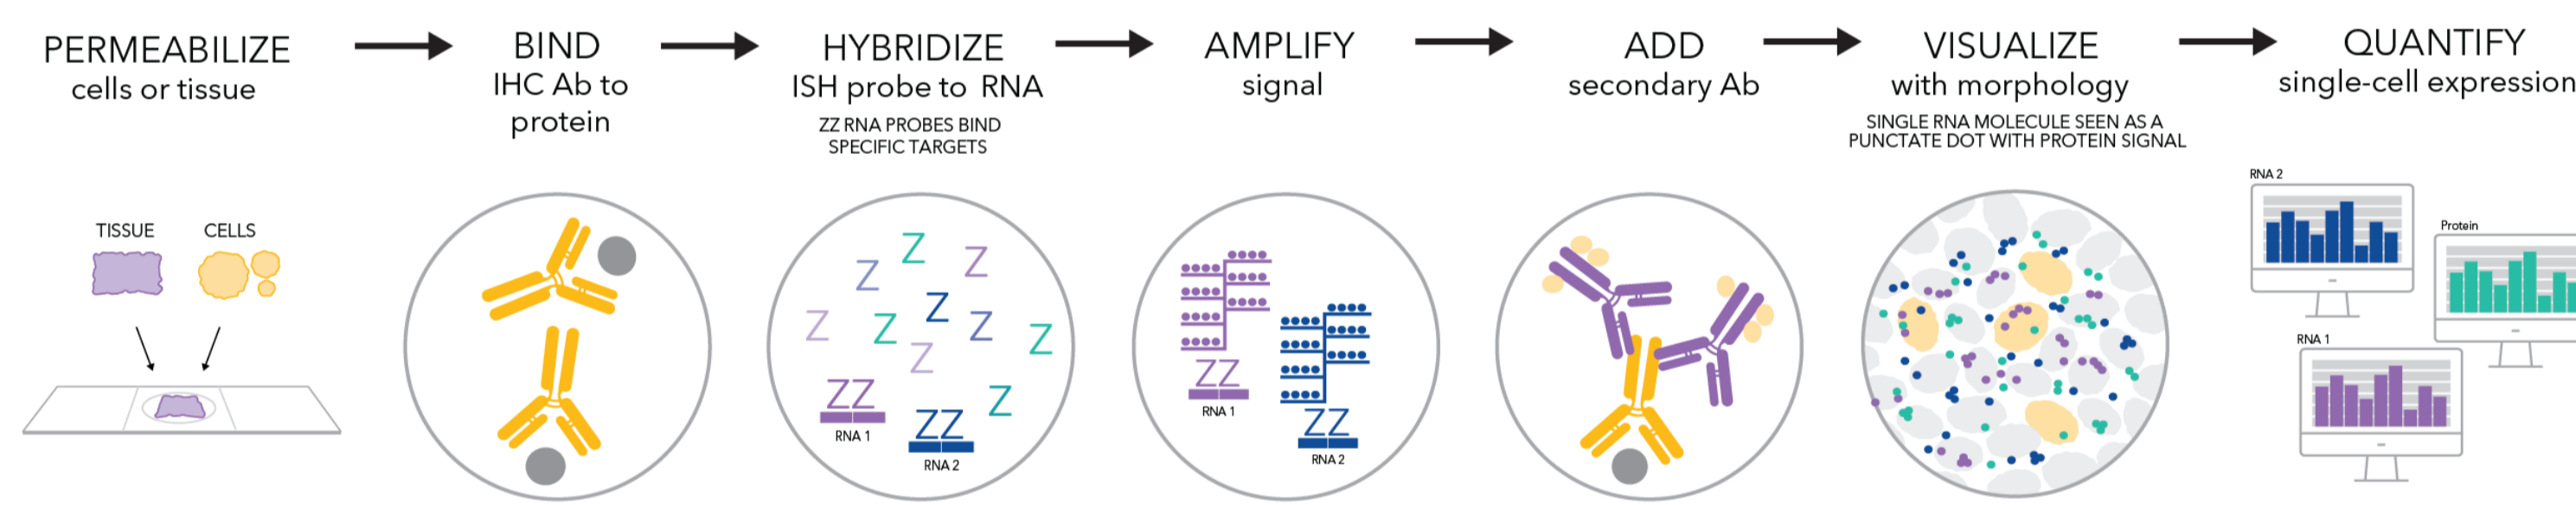 PERMEABILIZE
cells or tissue
TISSUE
CELLS
BIND
IHC Ab to
protein
HYBRIDIZE
ISH probe to RNA
ZZ RNA PROBES BIND
SPECIFIC TARGETS
Z
Z
Z
Z
Z
Z
Z
Z
Z
ZZ
RNA 1
Z
ZZ
RNA 2
AMPLIFY
signal
ZZ
RNA 1
ZZ
RNA 2
ADD
secondary Ab
VISUALIZE
with morphology
SINGLE RNA MOLECULE SEEN AS A
PUNCTATE DOT WITH PROTEIN SIGNAL
QUANTIFY
single-cell expression
RNA 2
Protein
RNA 1